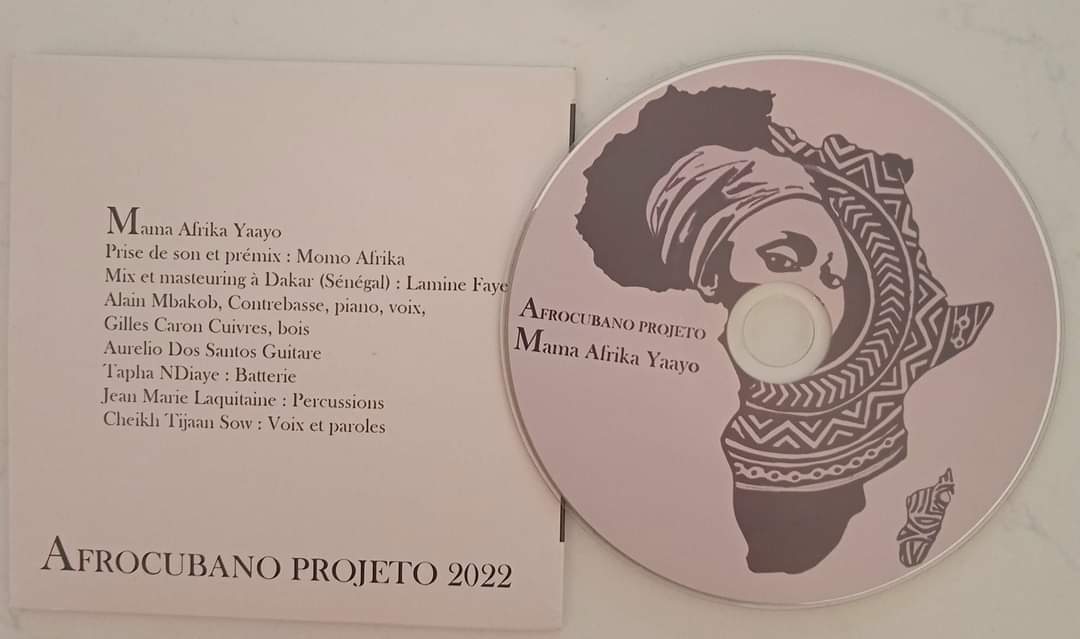 Mama Afrika Yaayo
Prise de son et prémix : Momo Afrika
Mix et masteuring à Dakar (Sénégal) : Lamine Faye
Alain Mbakob, Contrebasse, piano, voix,
Gilles Caron Cuivres, bois
Aurelio Dos Santos Guitare
Tapha NDiaye : Batterie
Jean Marie Laquitaine : Percussions
Cheikh Tijaan Sow : Voix et paroles
AFROCUBANO PROJETO 2022
AFROCUBANO PROJETO
Mama Afrika Yaayo